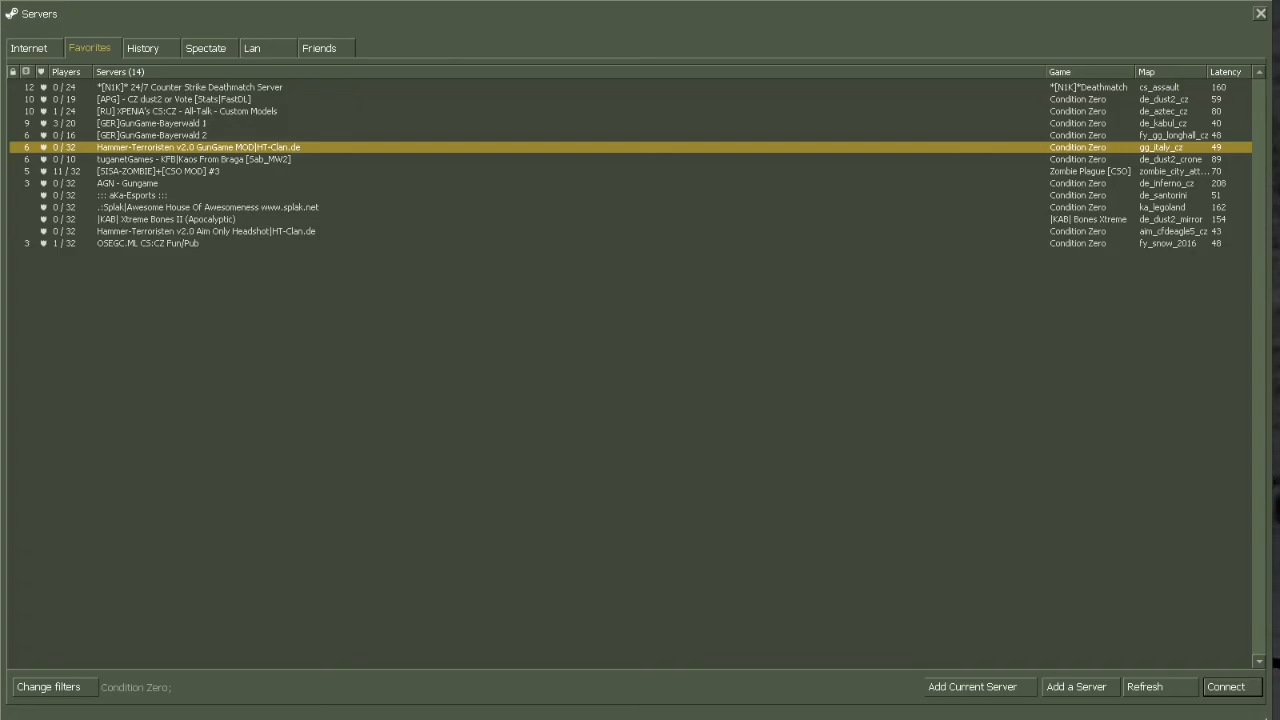 Servers
Internet Favorites History Spectate Lan Friends
Players Servers (14) Game Map Latency
12 0 / 24 *[N1K]* 24/7 Counter Strike Deathmatch Server *[N1K]*Deathmatch cs_assault 160
10 0 / 19 [APG] - CZ dust2 or Vote [Stats|FastDL] Condition Zero de_dust2_cz 59
10 1 / 24 [RU] XPENIA's CS:CZ - All-Talk - Custom Models Condition Zero de_aztec_cz 80
9 3 / 20 [GER]GunGame-Bayerwald 1 Condition Zero de_kabul_cz 40
6 0 / 16 [GER]GunGame-Bayerwald 2 Condition Zero fy_gg_longhall_cz 48
6 0 / 32 Hammer-Terroristen v2.0 GunGame MOD|HT-Clan.de Condition Zero gg_italy_cz 49
6 0 / 10 tuganetGames - KFB|Kaos From Braga [Sab_MW2] Condition Zero de_dust2_crone 89
5 11 / 32 [SISA-ZOMBIE]+[CSO MOD] #3 Zombie Plague [CSO] zombie_city_att... 70
3 0 / 32 AGN - Gungame Condition Zero de_inferno_cz 208
0 / 32 ::: aKa-Esports ::: Condition Zero de_santorini 51
0 / 32 .:Splak|Awesome House Of Awesomeness www.splak.net Condition Zero ka_legoland 162
0 / 32 |KAB| Xtreme Bones II (Apocalyptic) |KAB| Bones Xtreme de_dust2_mirror 154
0 / 32 Hammer-Terroristen v2.0 Aim Only Headshot|HT-Clan.de Condition Zero aim_cfdeagle5_cz 43
3 1 / 32 OSEGC.ML CS:CZ Fun/Pub Condition Zero fy_snow_2016 48
Change filters Condition Zero; Add Current Server Add a Server Refresh Connect